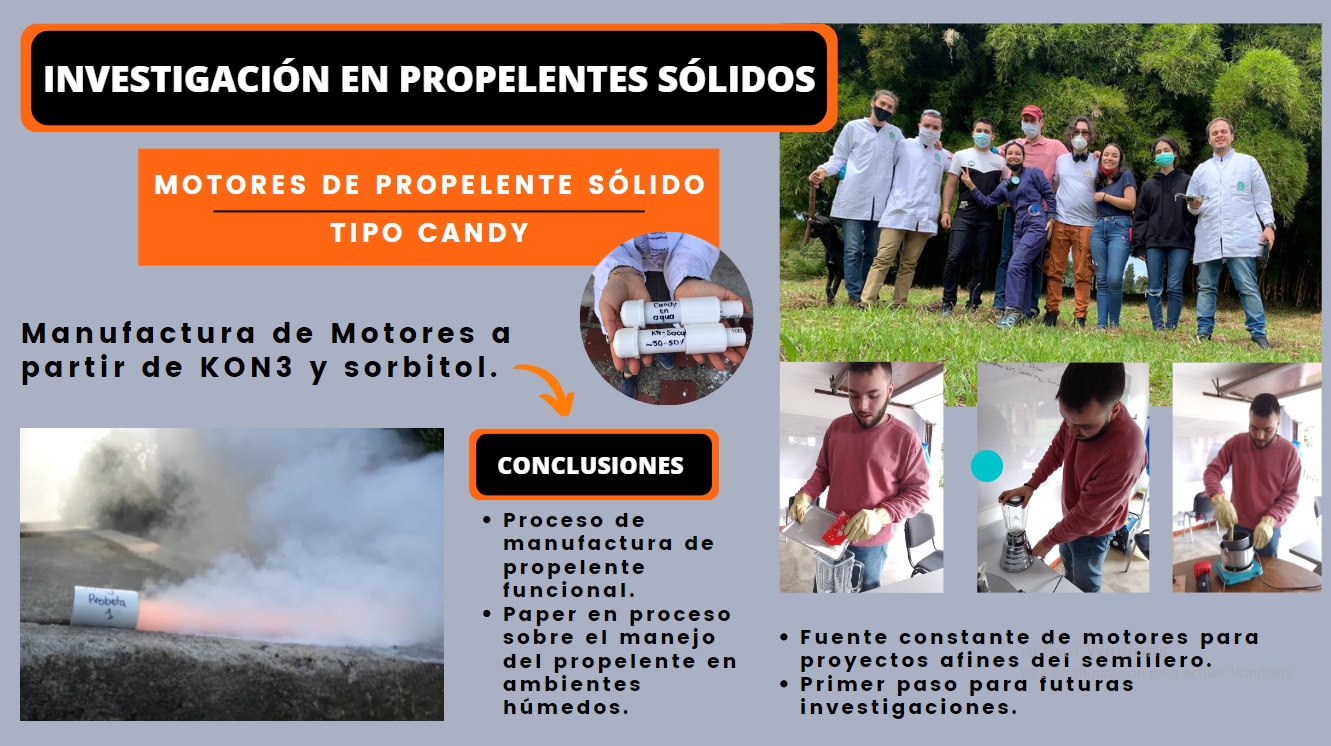 INVESTIGACIÓN EN PROPELENTES SÓLIDOS
MOTORES DE PROPELENTE SÓLIDO
TIPO CANDY
Candy
en
agua
KN-
~50-50%
Manufactura de Motores a
partir de KON3 y sorbitol.
Probeta
1
CONCLUSIONES
• Proceso de
manufactura de
propelente
funcional.
• Paper en proceso
sobre el manejo
del propelente en
ambientes
húmedos.
• Fuente constante de motores para
proyectos afines del semillero.
• Primer paso para futuras
investigaciones.
para activar Windows